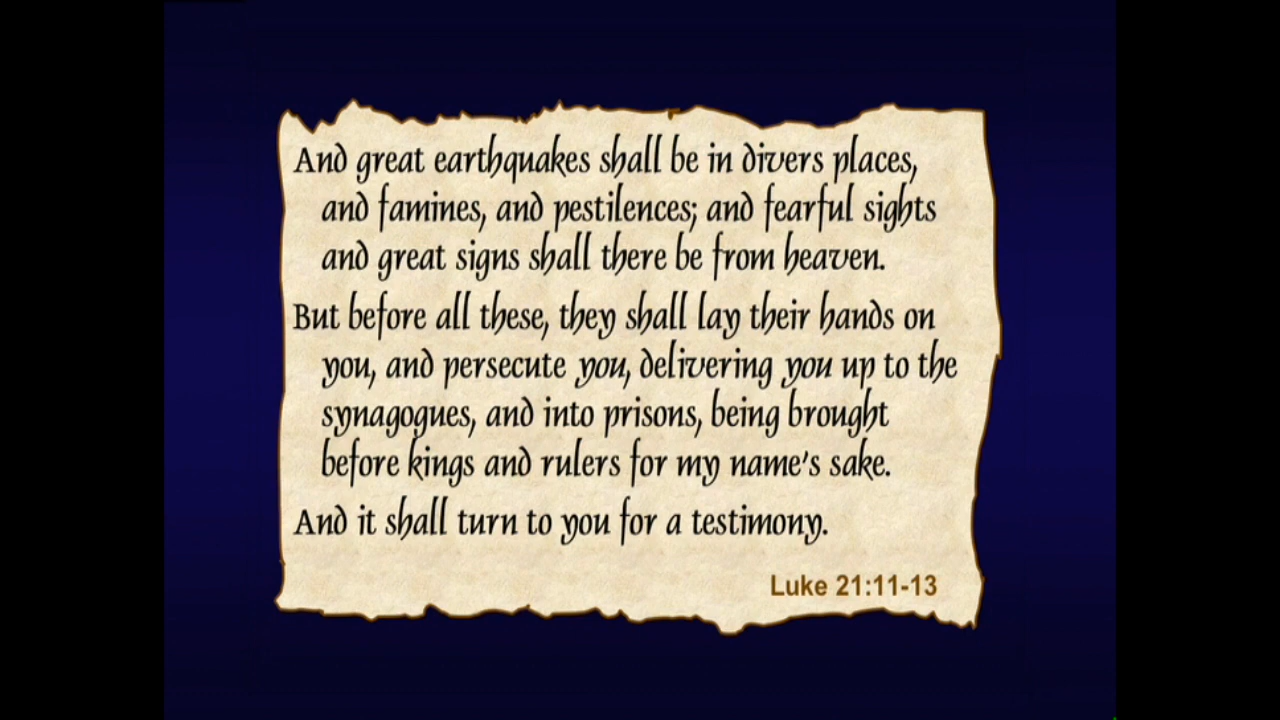 And great earthquakes shall be in divers places,
and famines, and pestilences; and fearful sights
and great signs shall there be from heaven.
But before all these, they shall lay their hands on
you, and persecute you, delivering you up to the
synagogues, and into prisons, being brought
before kings and rulers for my name's sake.
And it shall turn to you for a testimony.
Luke 21:11-13